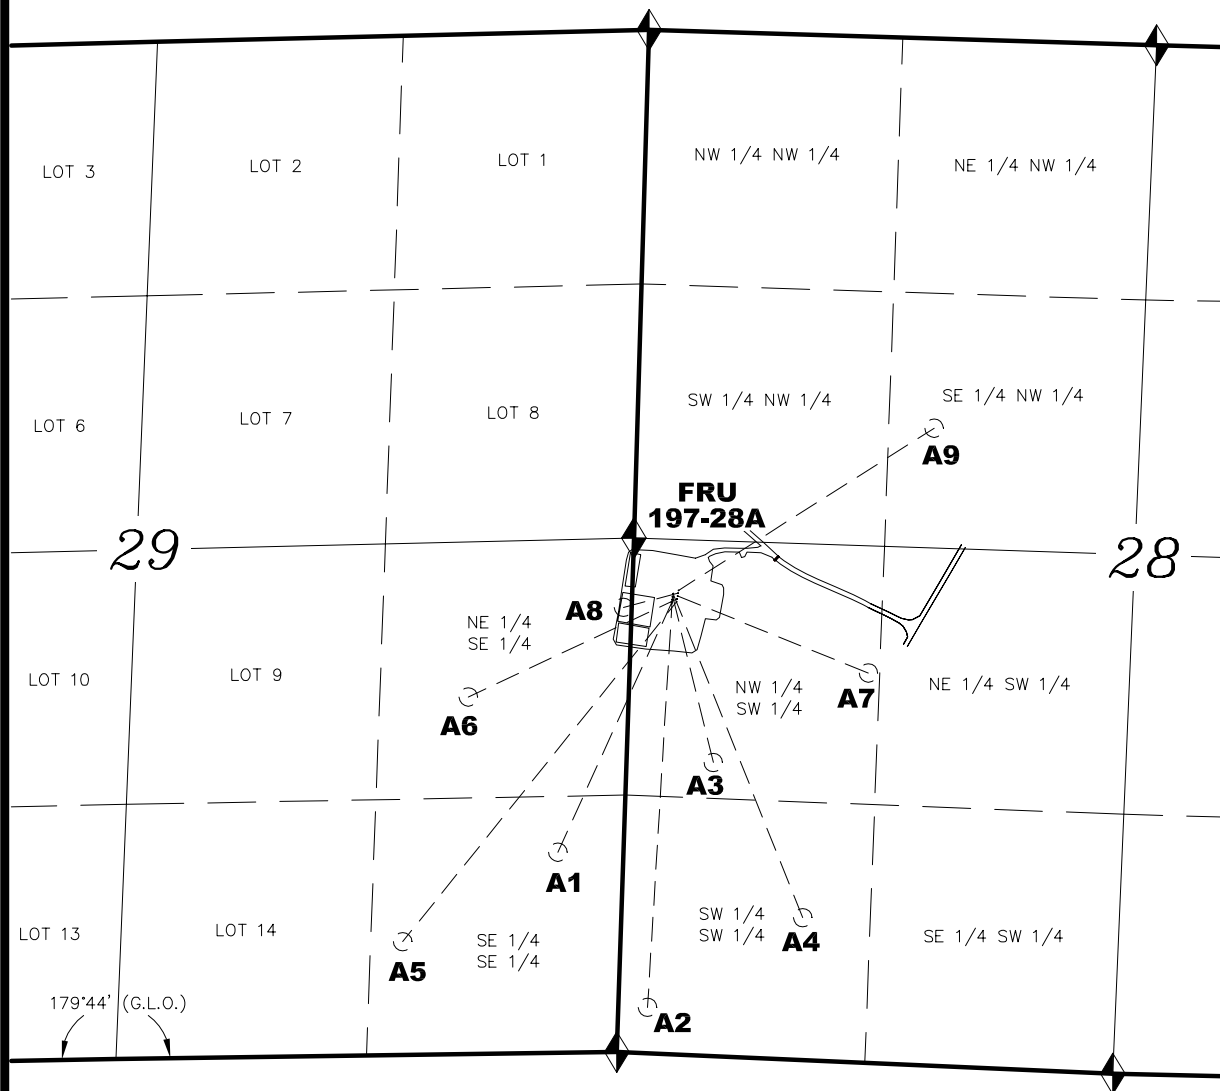 LOT 3
LOT 2
LOT 1
NW 1/4 NW 1/4
NE 1/4 NW 1/4
LOT 6
LOT 7
LOT 8
SW 1/4 NW 1/4
SE 1/4 NW 1/4
A9
FRU
197-28A
29
28
A8
NE 1/4
SE 1/4
LOT 10
LOT 9
A6
NW 1/4
SW 1/4
A7
NE 1/4 SW 1/4
A3
A1
LOT 13
LOT 14
SE 1/4
SE 1/4
A5
SW 1/4
SW 1/4
A4
SE 1/4 SW 1/4
179°44' (G.L.O.)
A2